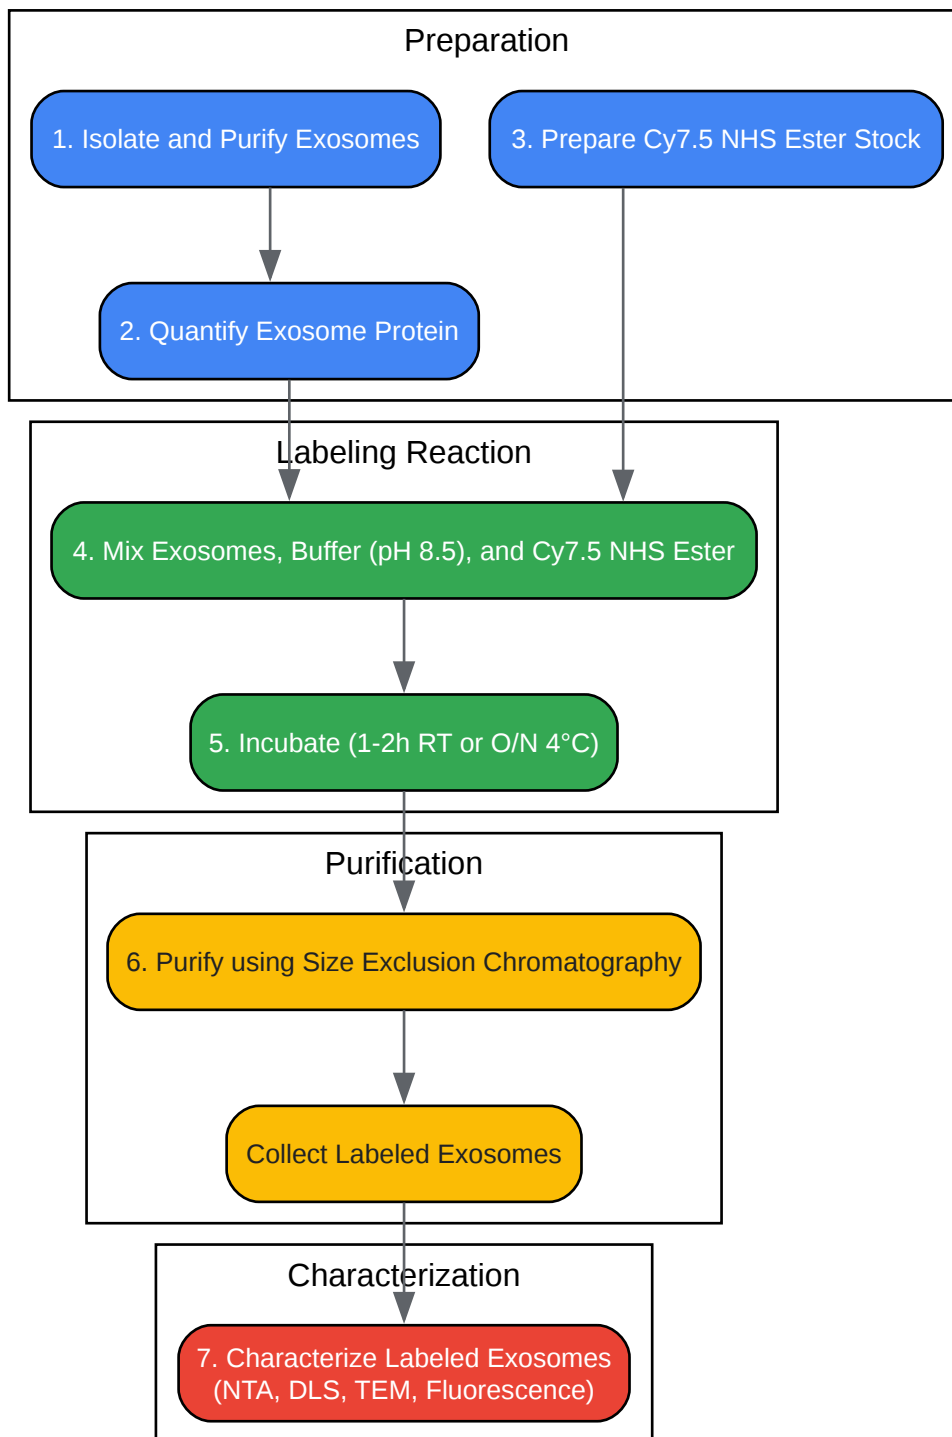 Preparation
1. Isolate and Purify Exosomes
3. Prepare Cy7.5 NHS Ester Stock
2. Quantify Exosome Protein
Labeling Reaction
4. Mix Exosomes, Buffer (pH 8.5), and Cy7.5 NHS Ester
5. Incubate (1-2h RT or O/N 4°C)
Purification
6. Purify using Size Exclusion Chromatography
Collect Labeled Exosomes
Characterization
7. Characterize Labeled Exosomes
(NTA, DLS, TEM, Fluorescence)